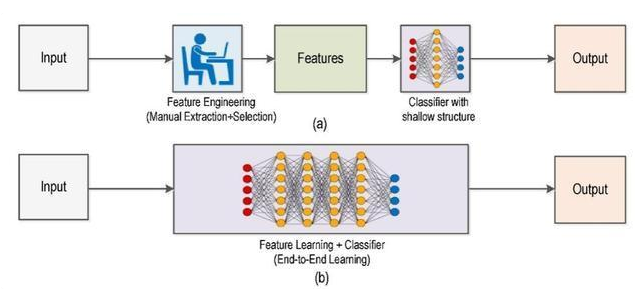 Input
Feature Engineering
(Manual Extraction+Selection)
Features
Classifier with
shallow structure
Output
(a)
Input
Feature Learning + Classifier
(End-to-End Learning)
Output
(b)